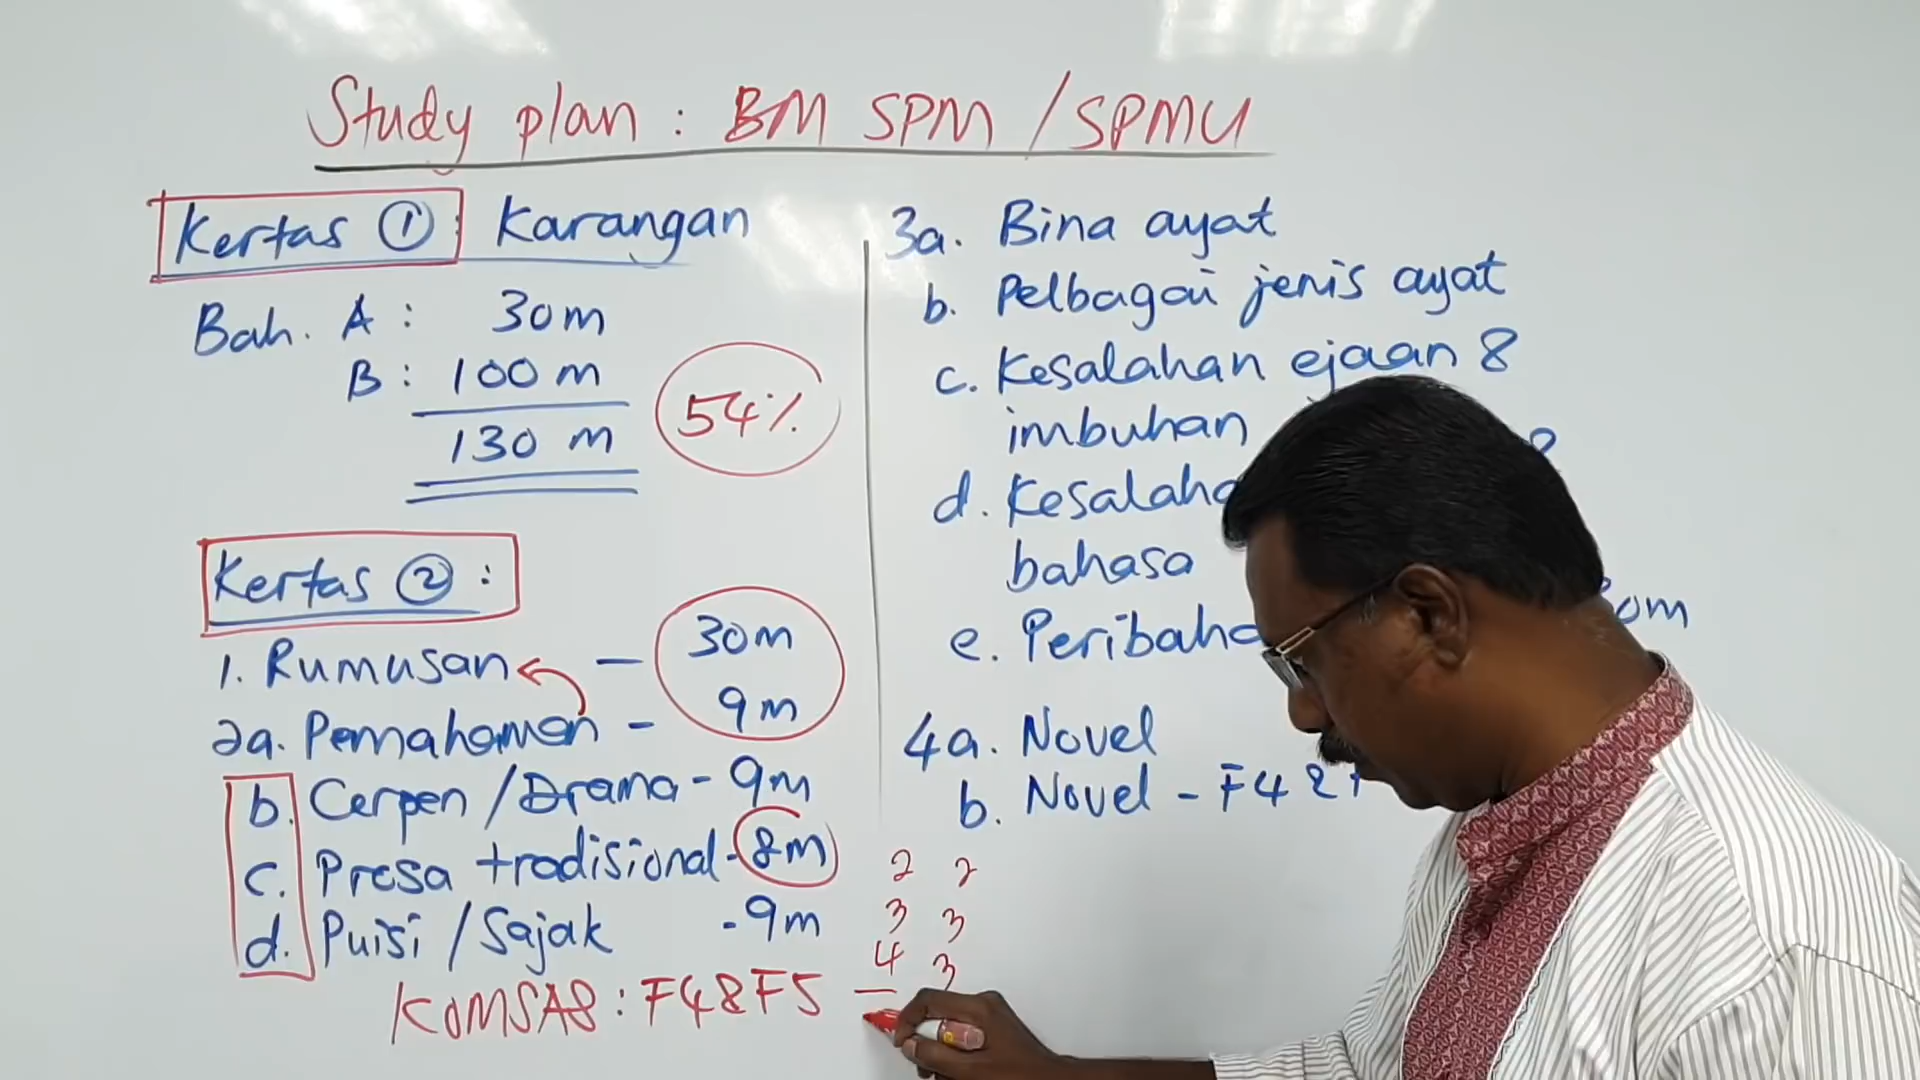 Study plan : BM SPM / SPMU
Kertas ① : Karangan
Bah. A : 30m
B : 100 m
130 m
54%
Kertas ② :
1. Rumusan — 30m
2a. Pemahaman - 9m
b. Cerpen / Drama - 9m
c. Prosa tradisional - 8m
d. Puisi / Sajak - 9m
KOMSAS : F4 & F5
2 2
3 3
4 3
3a. Bina ayat
b. Pelbagai jenis ayat
c. Kesalahan ejaan &
imbuhan
d.
bahasa
e.
4a. Novel
b. Novel - F4 &